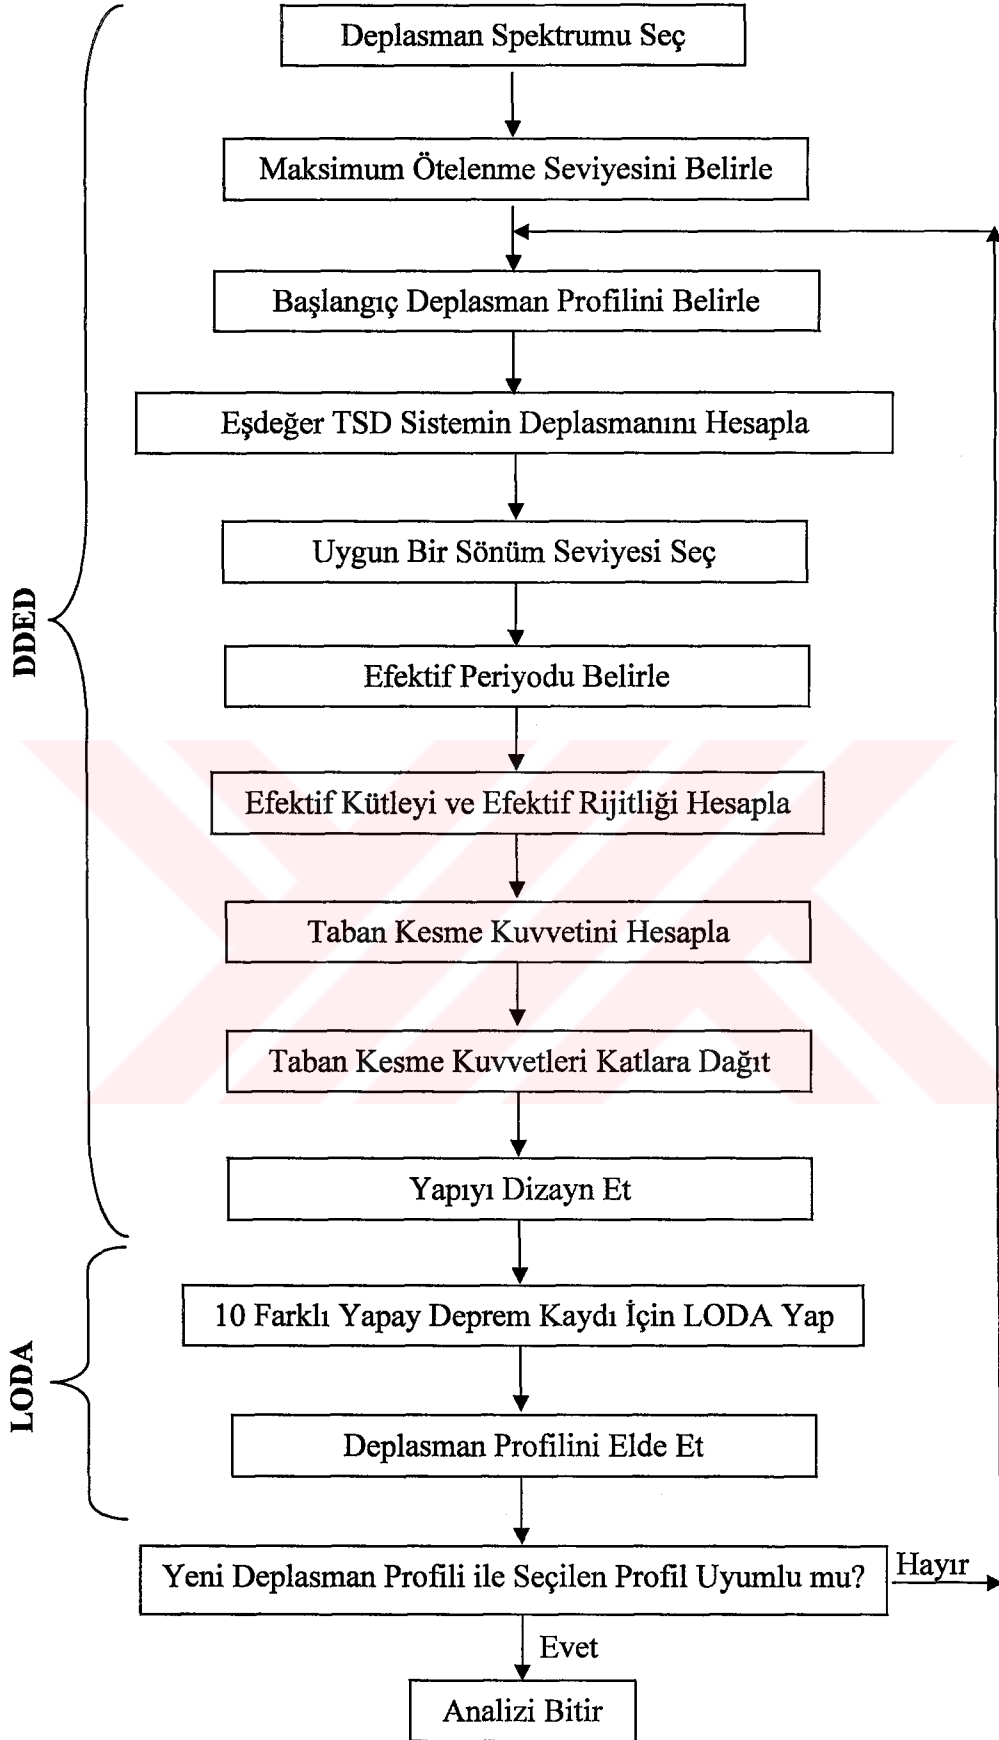 Deplasman Spektrumu Seç
Maksimum Ötelenme Seviyesini Belirle
Başlangıç Deplasman Profilini Belirle
Eşdeğer TSD Sistemin Deplasmanını Hesapla
Uygun Bir Sönüm Seviyesi Seç
DDED
Efektif Periyodu Belirle
Efektif Kütleyi ve Efektif Rijitliği Hesapla
Taban Kesme Kuvvetini Hesapla
Taban Kesme Kuvvetleri Katlara Dağıt
Yapıyı Dizayn Et
10 Farklı Yapay Deprem Kaydı İçin LODA Yap
LODA
Deplasman Profilini Elde Et
Yeni Deplasman Profili ile Seçilen Profil Uyumlu mu?
Hayır
Evet
Analizi Bitir